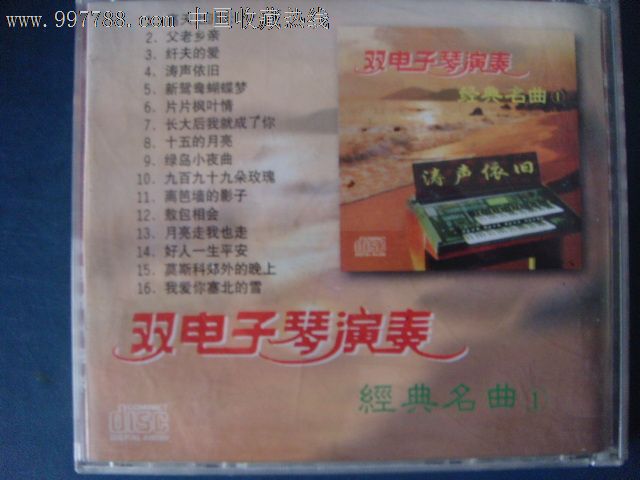 www.997788.com 中国收藏热线
2. 父老乡亲
3. 纤夫的爱
4. 涛声依旧
5. 新鸳鸯蝴蝶梦
6. 片片枫叶情
7. 长大后我就成了你
8. 十五的月亮
9. 绿岛小夜曲
10. 九百九十九朵玫瑰
11. 离笆墙的影子
12. 敖包相会
13. 月亮走我也走
14. 好人一生平安
15. 莫斯科郊外的晚上
16. 我爱你塞北的雪
双电子琴演奏
经典名曲①
涛声依旧
双电子琴演奏
經典名曲①
COMPACT
disc
DIGITAL AUDIO